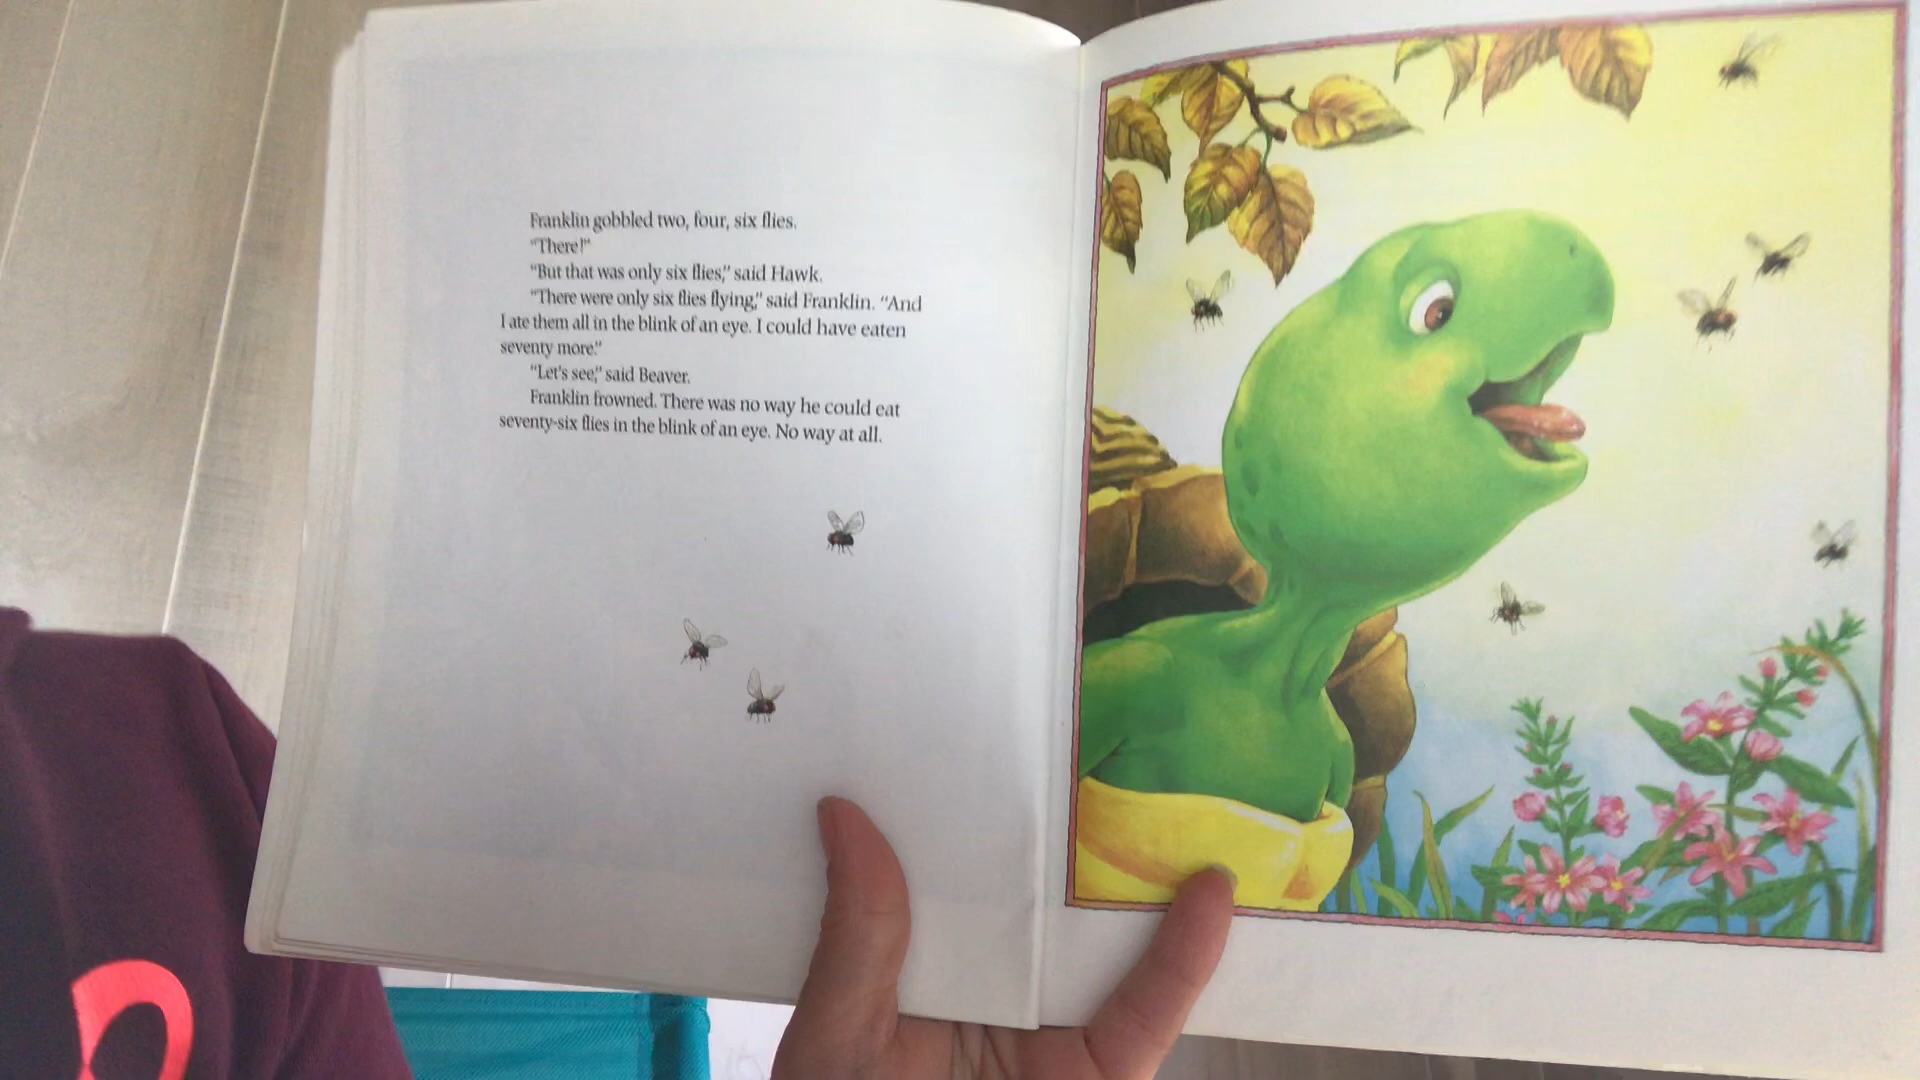 Franklin gobbled two, four, six flies.
“There!”
“But that was only six flies,” said Hawk.
“There were only six flies flying,” said Franklin. “And
I ate them all in the blink of an eye. I could have eaten
seventy more.”
“Let's see,” said Beaver.
Franklin frowned. There was no way he could eat
seventy-six flies in the blink of an eye. No way at all.